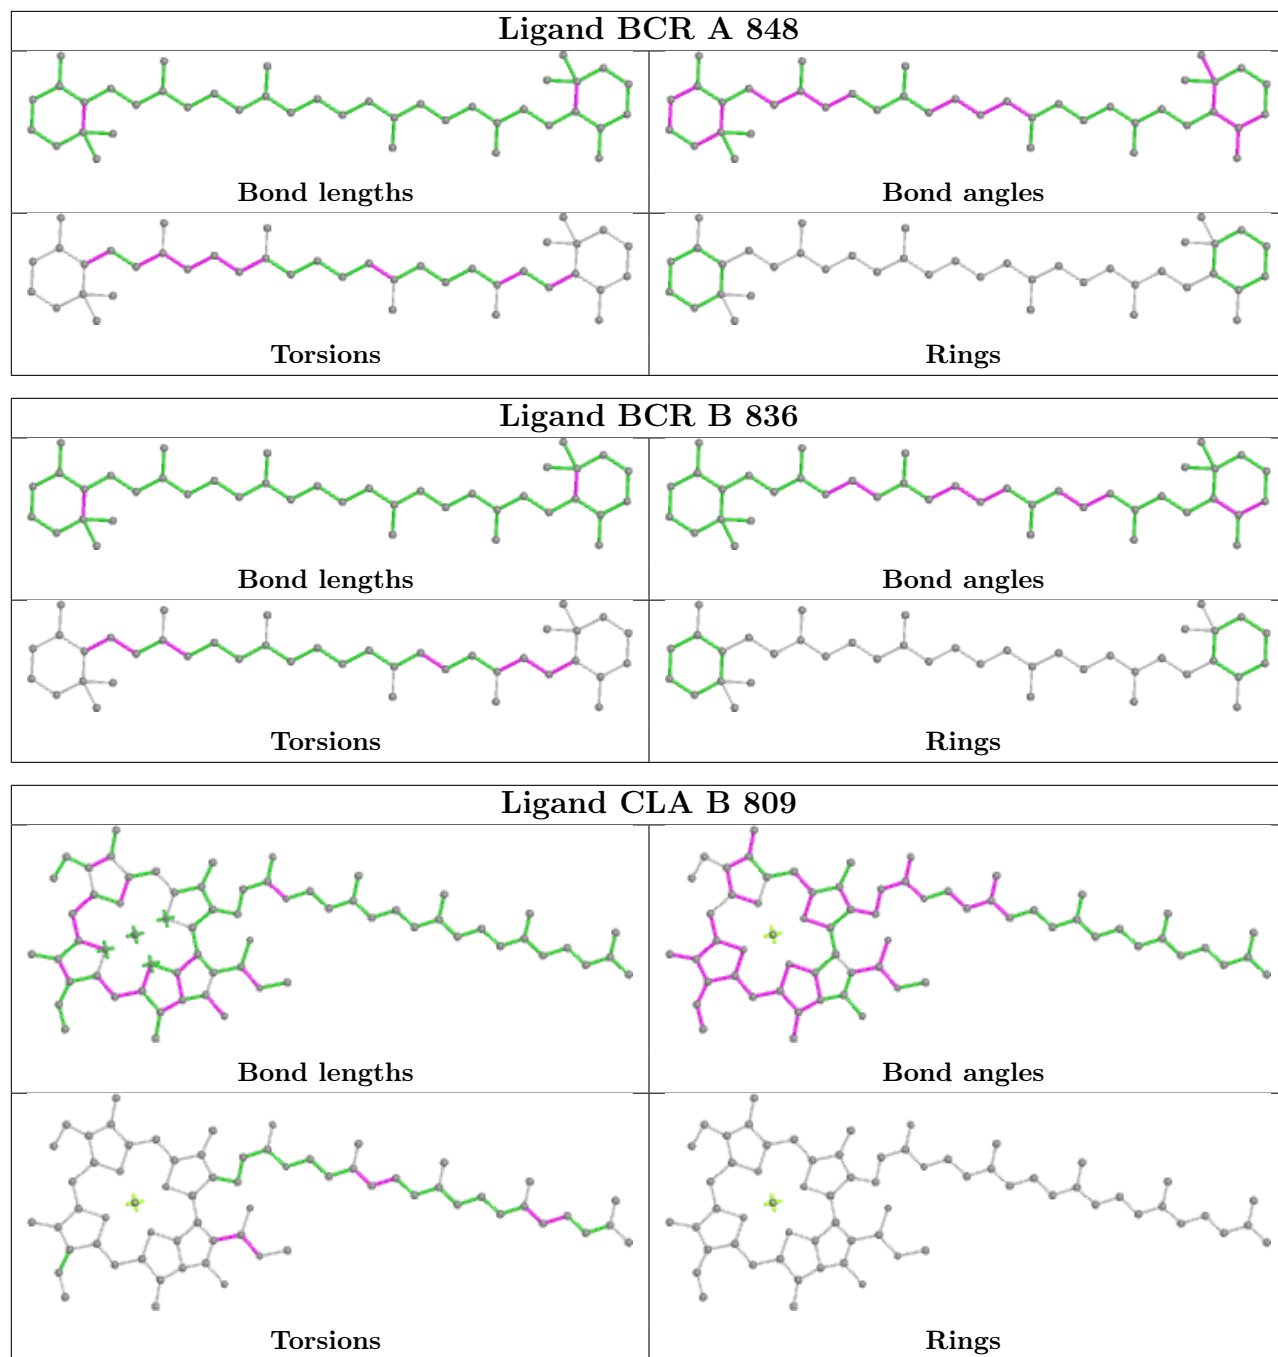 Ligand BCR A 848
Bond lengths
Bond angles
Torsions
Rings
Ligand BCR B 836
Bond lengths
Bond angles
Torsions
Rings
Ligand CLA B 809
Bond lengths
Bond angles
Torsions
Rings